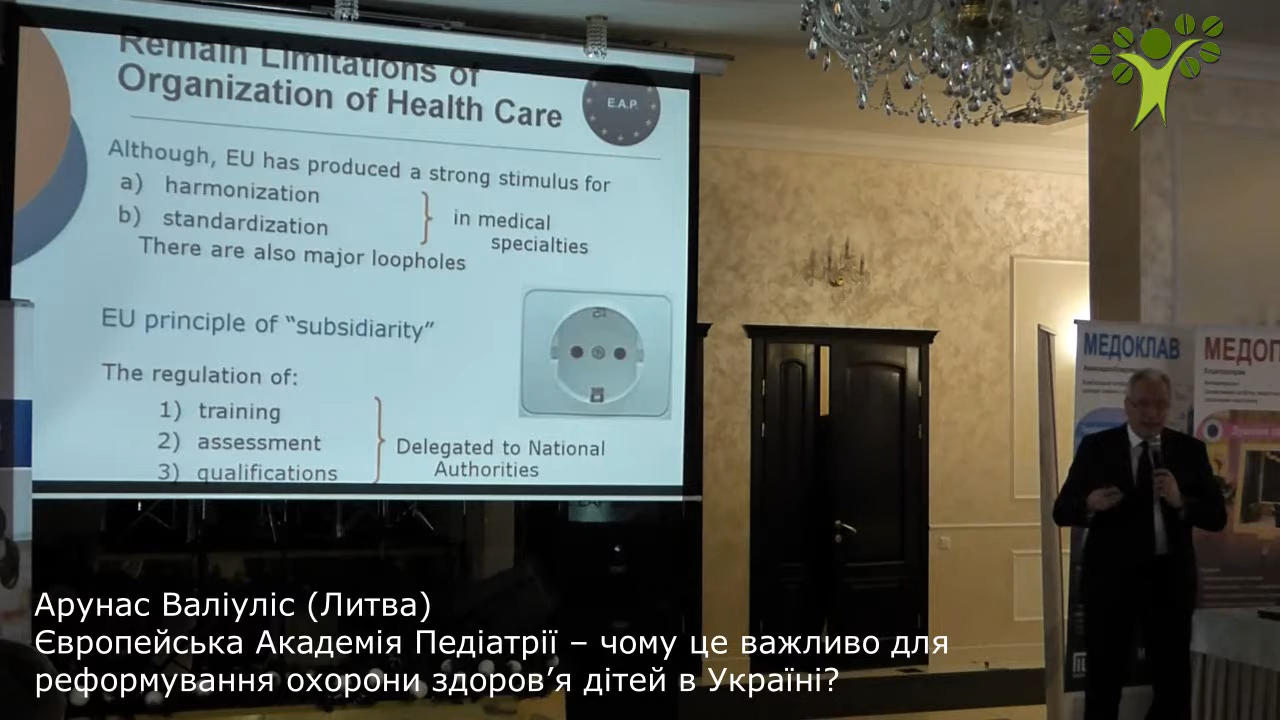 Remain Limitations of
Organization of Health Care
E.A.P.
Although, EU has produced a strong stimulus for
a) harmonization
b) standardization
in medical
specialties
There are also major loopholes
EU principle of “subsidiarity”
The regulation of:
1) training
2) assessment
3) qualifications
Delegated to National
Authorities
МЕДОКЛАВ
МЕДОП
Арунас Валіуліс (Литва)
Європейська Академія Педіатрії – чому це важливо для
реформування охорони здоров’я дітей в Україні?